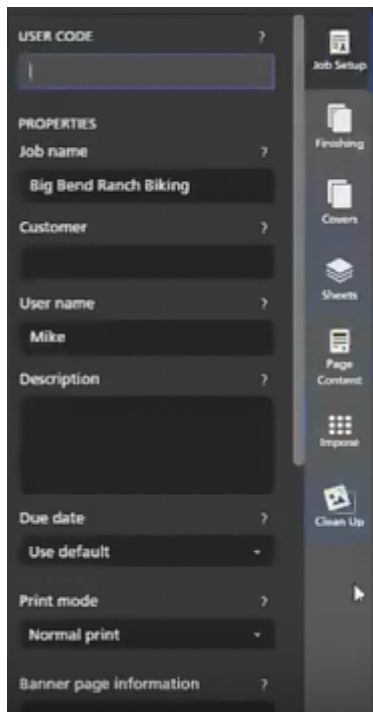 USER CODE ?
PROPERTIES
Job name ?
Big Bend Ranch Biking
Customer ?
User name ?
Mike
Description ?
Due date ?
Use default
Print mode ?
Normal print
Banner page information ?
Job Setup
Finishing
Covers
Sheets
Page
Content
Impose
Clean Up